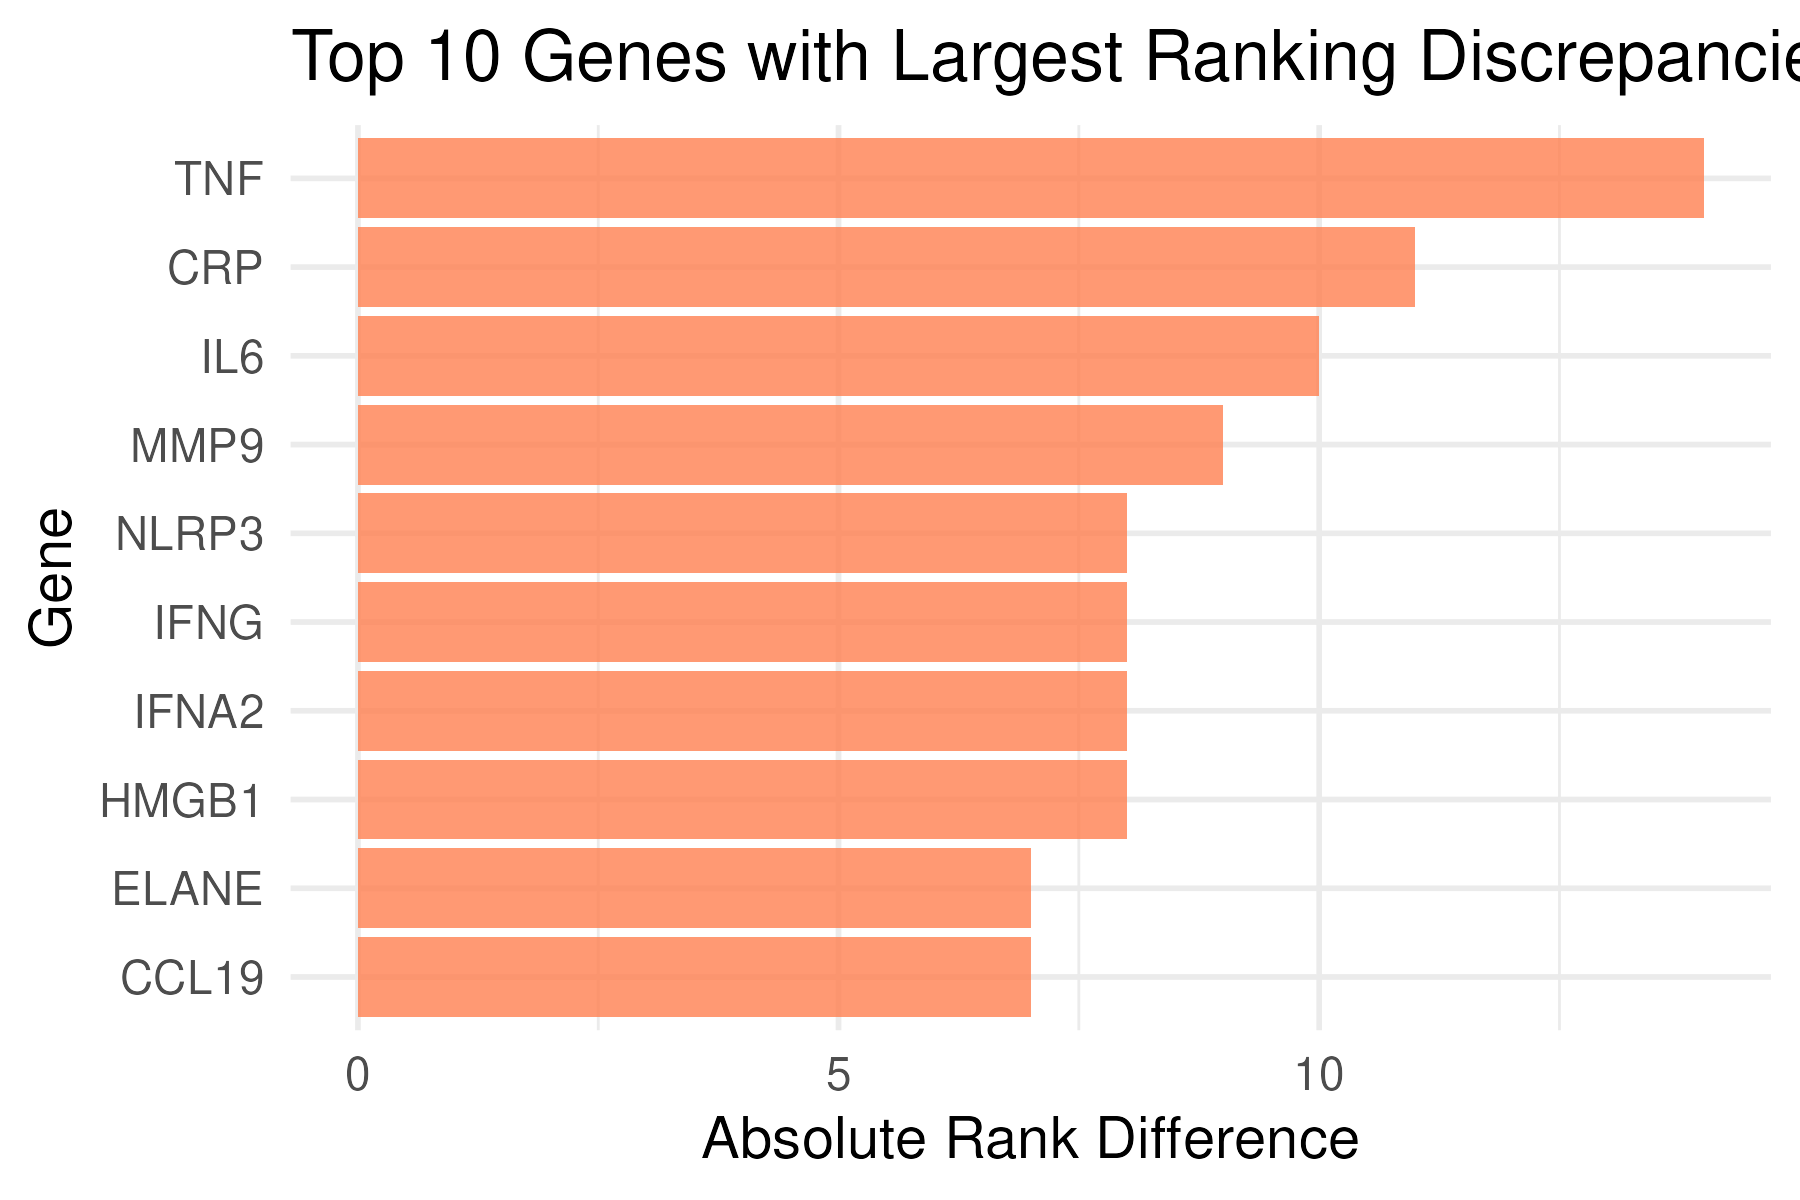 Top 10 Genes with Largest Ranking Discrepancie
TNF
CRP
IL6
MMP9
NLRP3
IFNG
IFNA2
HMGB1
ELANE
CCL19
Gene
0 5 10
Absolute Rank Difference